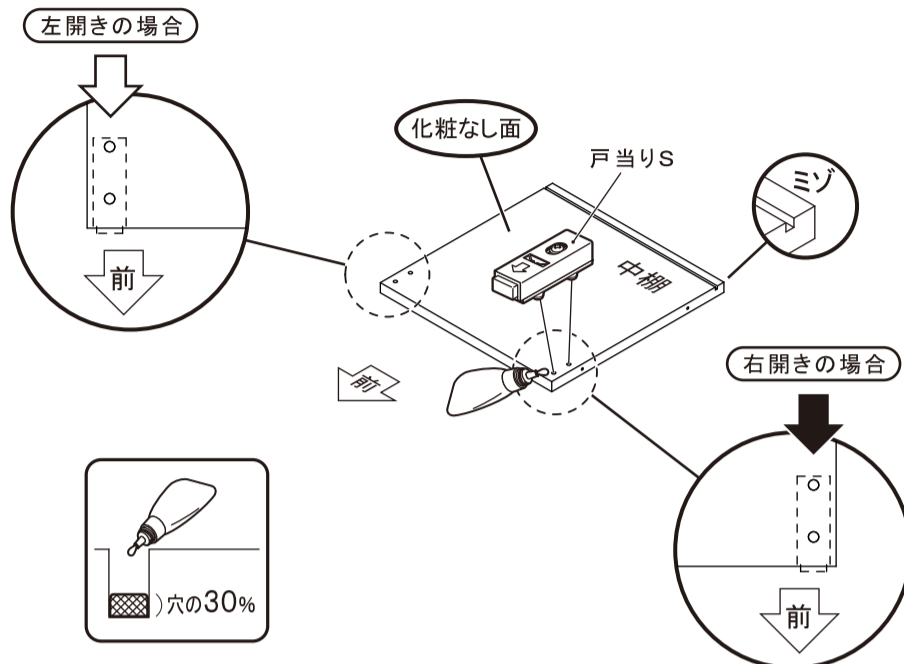 左開きの場合
前
化粧なし面
戸当りS
ミゾ
中棚
前
右開きの場合
前
穴の30%